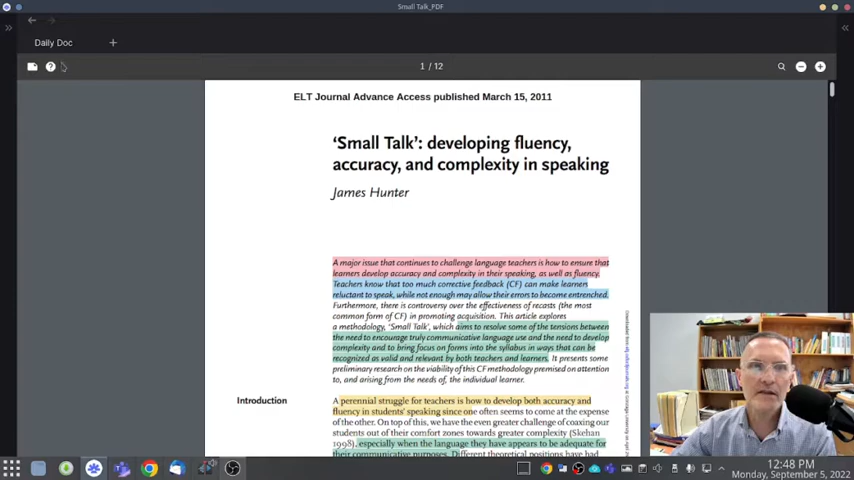 Small Talk_PDF
Daily Doc
1 / 12
ELT Journal Advance Access published March 15, 2011
‘Small Talk’: developing fluency,
accuracy, and complexity in speaking
James Hunter
A major issue that continues to challenge language teachers is how to ensure that
learners develop accuracy and complexity in their speaking, as well as fluency.
Teachers know that too much corrective feedback (CF) can make learners
reluctant to speak, while not enough may allow their errors to become entrenched.
Furthermore, there is controversy over the effectiveness of recasts (the most
common form of CF) in promoting acquisition. This article explores
a methodology, ‘Small Talk’, which aims to resolve some of the tensions between
the need to encourage truly communicative language use and the need to develop
complexity and to bring focus on forms into the syllabus in ways that can be
recognized as valid and relevant by both teachers and learners. It presents some
preliminary research on the viability of this CF methodology premised on attention
to, and arising from the needs of, the individual learner.
Introduction
A perennial struggle for teachers is how to develop both accuracy and
fluency in students’ speaking since one often seems to come at the expense
of the other. On top of this, we have the even greater challenge of coaxing our
students out of their comfort zones towards greater complexity (Skehan
1998), especially when the language they have appears to be adequate for
their communicative purposes. Different theoretical positions have had
12:48 PM
Monday, September 5, 2022